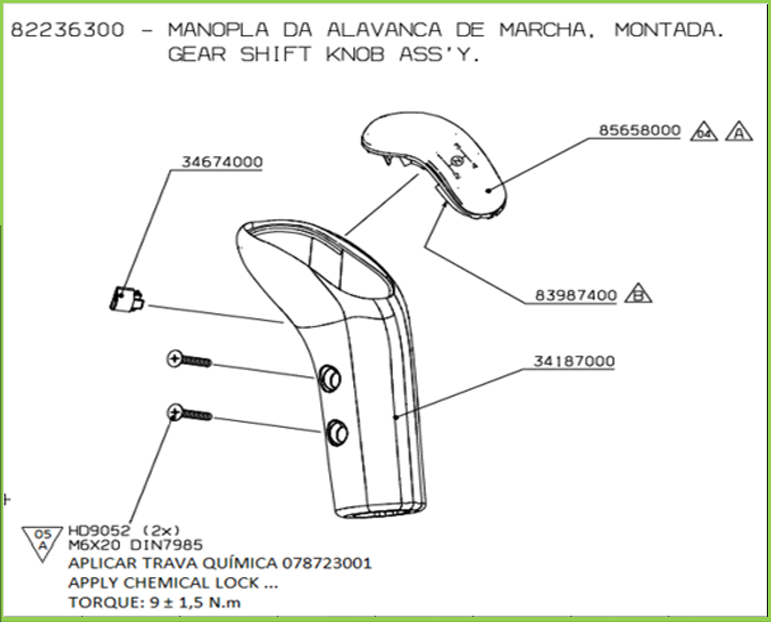 82236300 - MANOPLA DA ALAVANCA DE MARCHA, MONTADA.
GEAR SHIFT KNOB ASS'Y.
85658000 04 A
34674000
83987400 B
34187000
05 A
HD9052 (2x)
M6X20 DIN7985
APLICAR TRAVA QUÍMICA 078723001
APPLY CHEMICAL LOCK ...
TORQUE: 9 ± 1,5 N.m